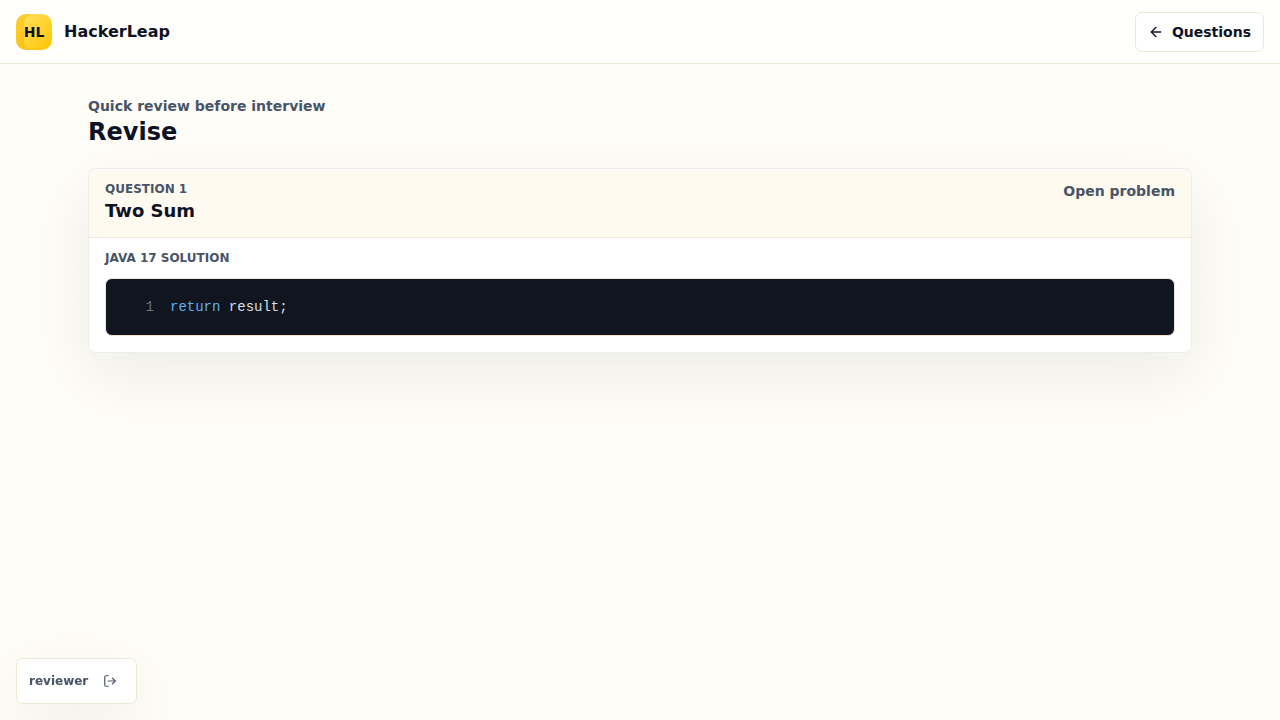 HL HackerLeap
Questions
Quick review before interview
Revise
QUESTION 1
Open problem
Two Sum
JAVA 17 SOLUTION
1 return result;
reviewer